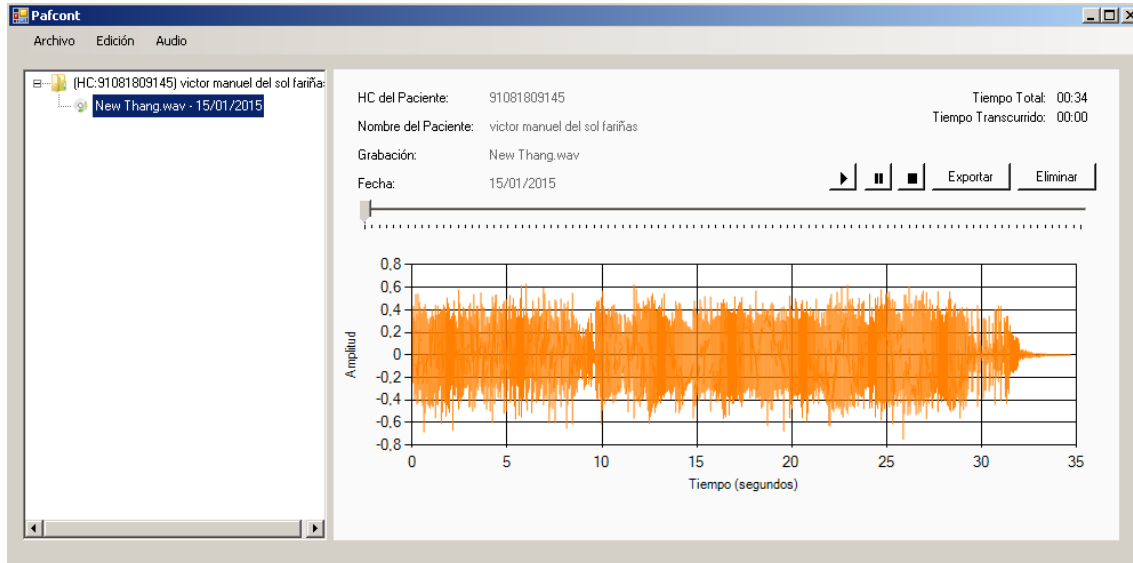 Pafcont
Archivo Edición Audio
(HC:91081809145) victor manuel del sol fariña
New Thang.wav - 15/01/2015
HC del Paciente: 91081809145
Nombre del Paciente: victor manuel del sol fariñas
Grabación: New Thang.wav
Fecha: 15/01/2015
Tiempo Total: 00:34
Tiempo Transcurrido: 00:00
Exportar Eliminar
0,8
0,6
0,4
0,2
0
-0,2
-0,4
-0,6
-0,8
Amplitud
0 5 10 15 20 25 30 35
Tiempo (segundos)